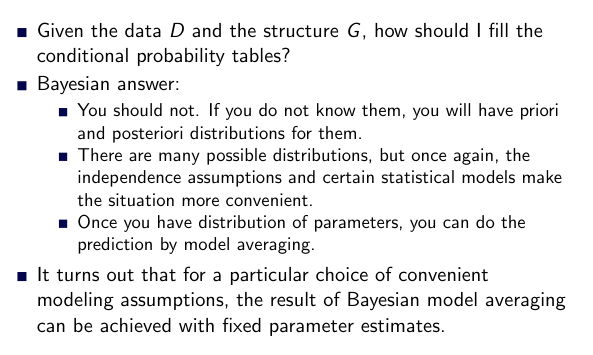 Given the data D and the structure G, how should I fill the
conditional probability tables?
Bayesian answer:
You should not. If you do not know them, you will have priori
and posteriori distributions for them.
There are many possible distributions, but once again, the
independence assumptions and certain statistical models make
the situation more convenient.
Once you have distribution of parameters, you can do the
prediction by model averaging.
It turns out that for a particular choice of convenient
modeling assumptions, the result of Bayesian model averaging
can be achieved with fixed parameter estimates.